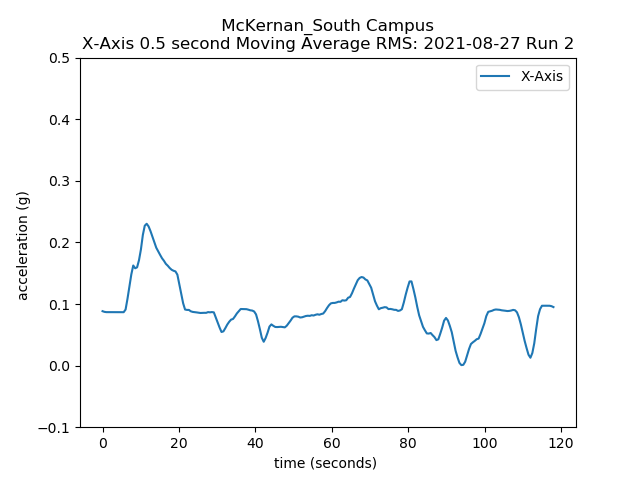 McKernan_South Campus
X-Axis 0.5 second Moving Average RMS: 2021-08-27 Run 2
X-Axis
0.5
0.4
0.3
0.2
0.1
0.0
−0.1
acceleration (g)
0 20 40 60 80 100 120
time (seconds)